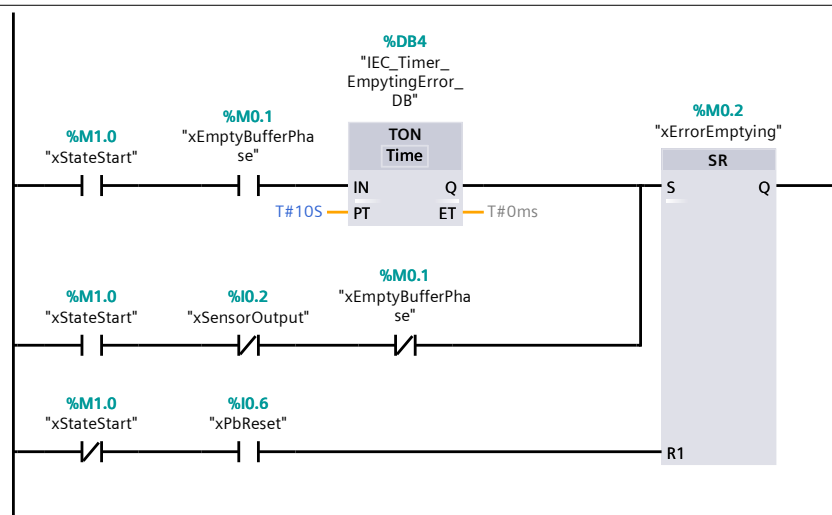 %DB4
"IEC_Timer_
EmpytingError_
DB"
%M1.0
"xStateStart"
%M0.1
"xEmptyBufferPha
se"
TON
Time
IN
Q
T#10S
PT
ET
T#0ms
%M0.2
"xErrorEmptying"
SR
S
Q
%M1.0
"xStateStart"
%I0.2
"xSensorOutput"
%M0.1
"xEmptyBufferPha
se"
%M1.0
"xStateStart"
%I0.6
"xPbReset"
R1